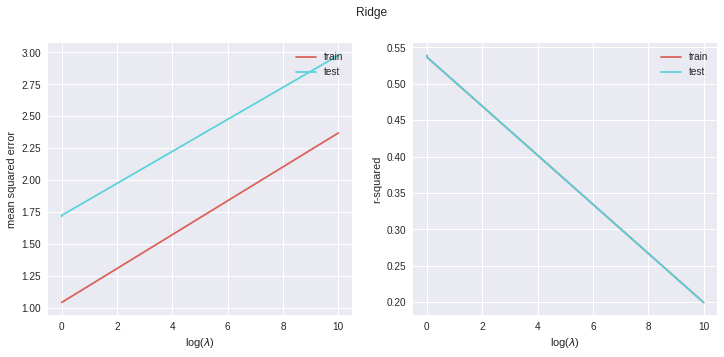 Ridge
3.00
2.75
2.50
2.25
2.00
1.75
1.50
1.25
1.00
mean squared error
train
test
0 2 4 6 8 10
log(λ)
0.55
0.50
0.45
0.40
0.35
0.30
0.25
0.20
r-squared
train
test
0 2 4 6 8 10
log(λ)